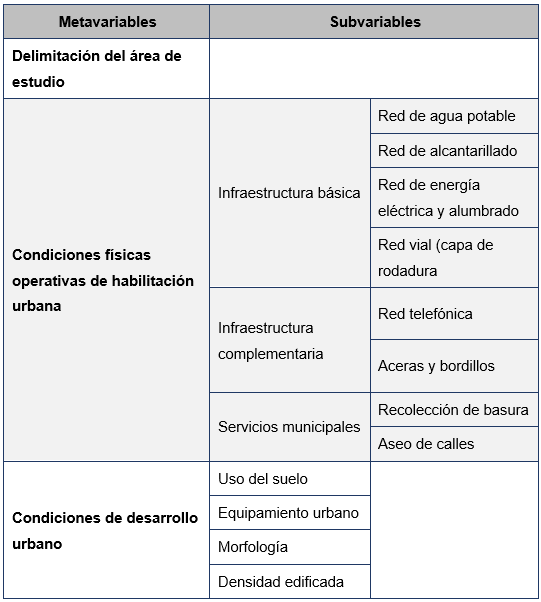 Metavariables
Subvariables
Delimitación del área de
estudio
Condiciones físicas
operativas de habilitación
urbana
Infraestructura básica
Red de agua potable
Red de alcantarillado
Red de energía
eléctrica y alumbrado
Red vial (capa de
rodadura
Infraestructura
complementaria
Red telefónica
Aceras y bordillos
Servicios municipales
Recolección de basura
Aseo de calles
Condiciones de desarrollo
urbano
Uso del suelo
Equipamiento urbano
Morfología
Densidad edificada